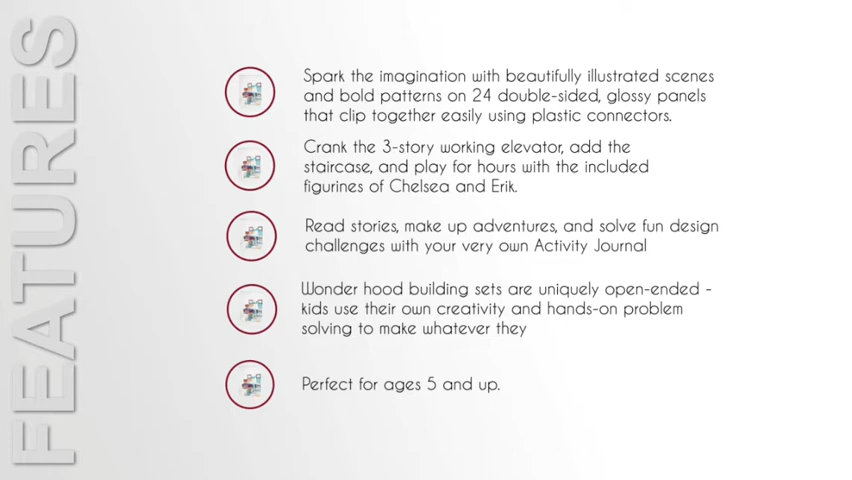 FEATURES
Spark the imagination with beautifully illustrated scenes
and bold patterns on 24 double-sided, glossy panels
that clip together easily using plastic connectors.
Crank the 3-story working elevator, add the
staircase, and play for hours with the included
figurines of Chelsea and Erik.
Read stories, make up adventures, and solve fun design
challenges with your very own Activity Journal
Wonder hood building sets are uniquely open-ended -
kids use their own creativity and hands-on problem
solving to make whatever they
Perfect for ages 5 and up.